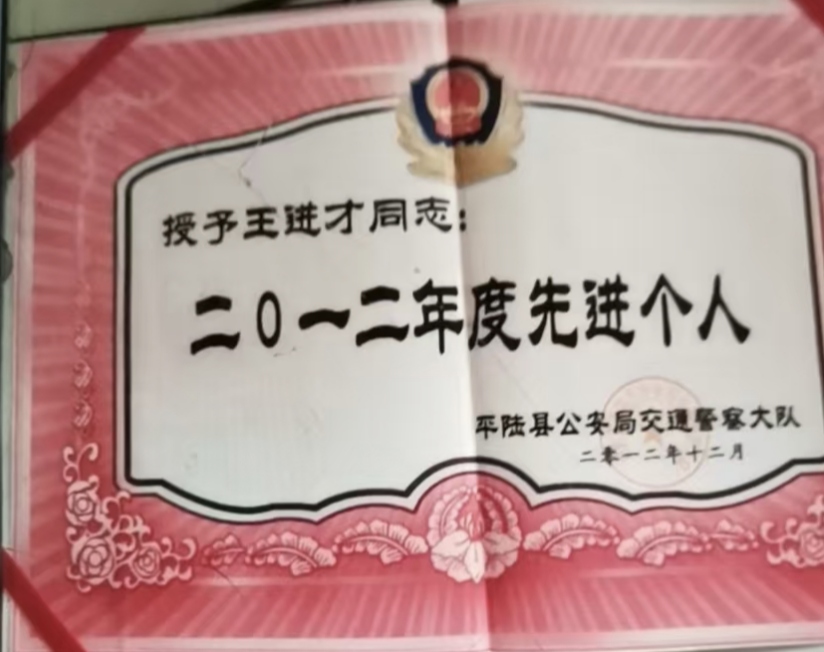 授予王进才同志:
二0一二年度先进个人
平陆县公安局交通警察大队
二零一二年十二月